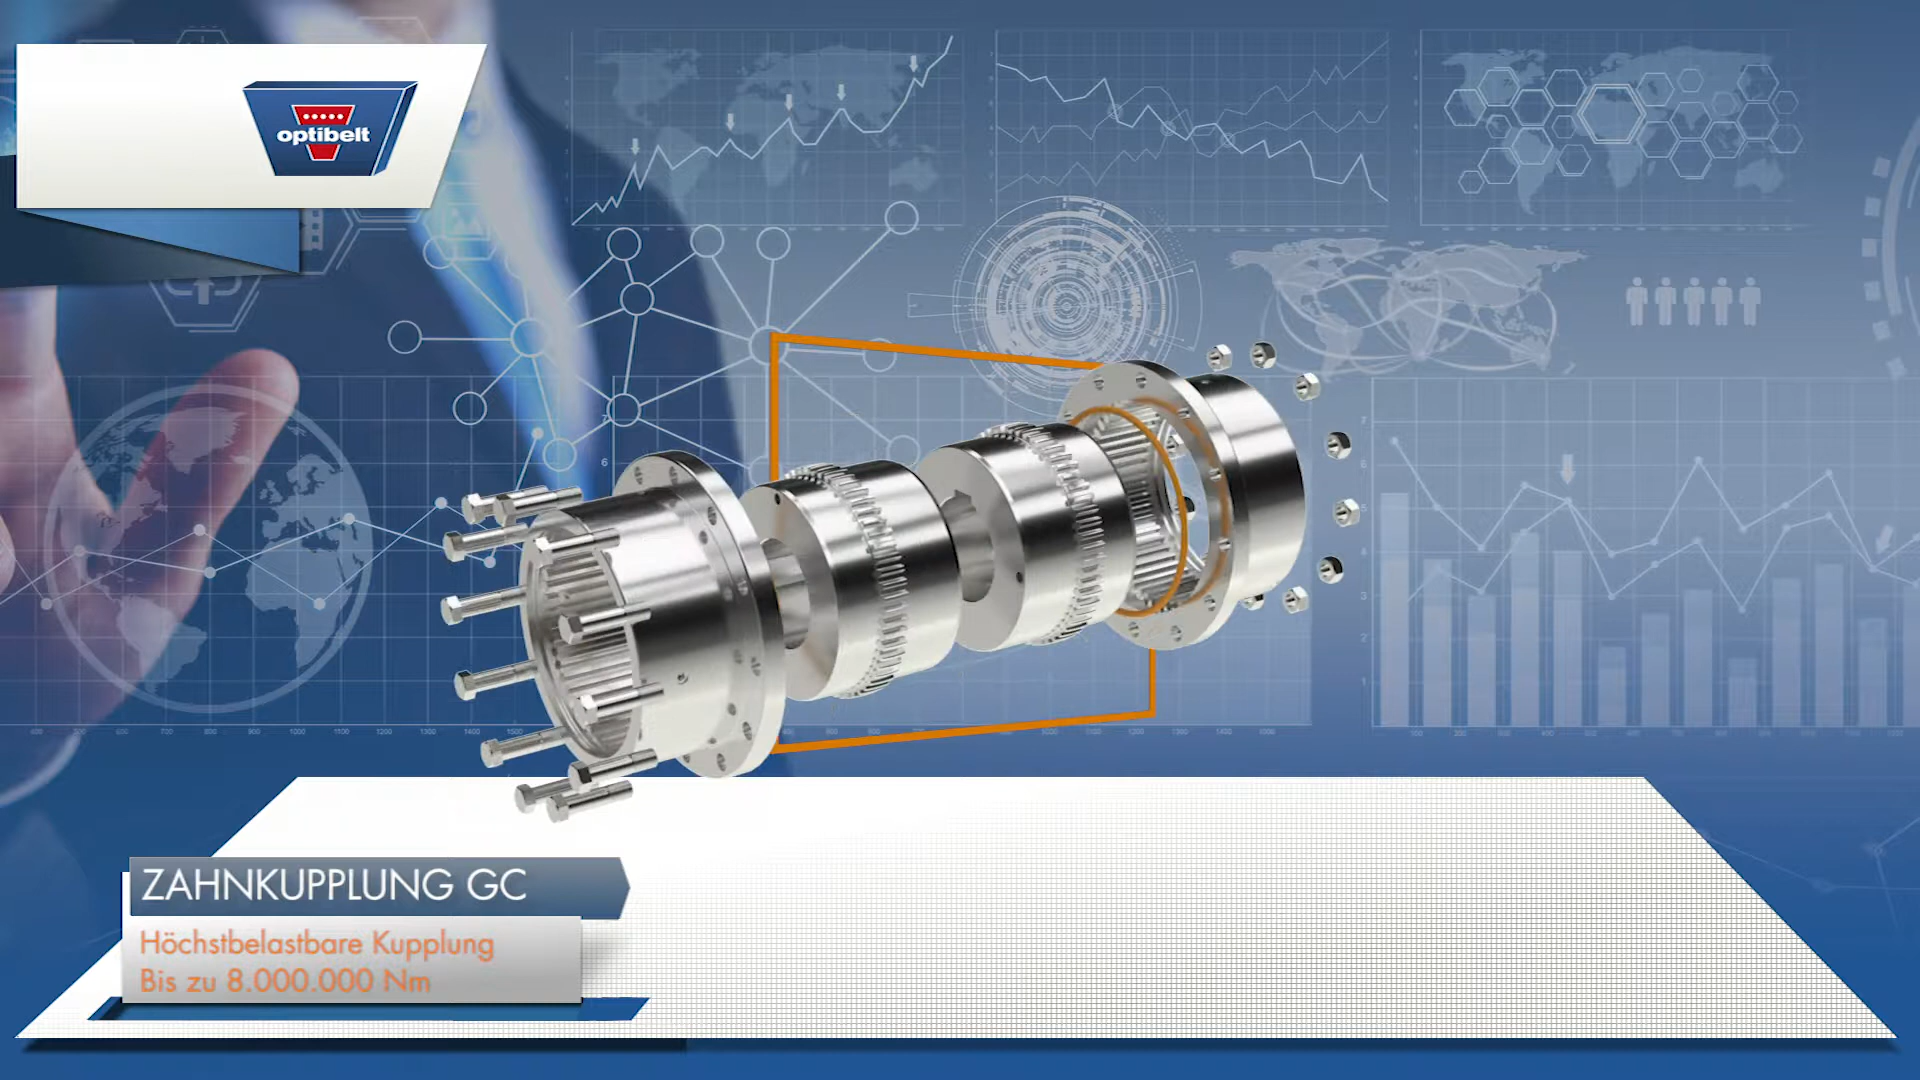 optibelt
ZAHNKUPPLUNG GC
Höchstbelastbare Kupplung
Bis zu 8.000.000 Nm